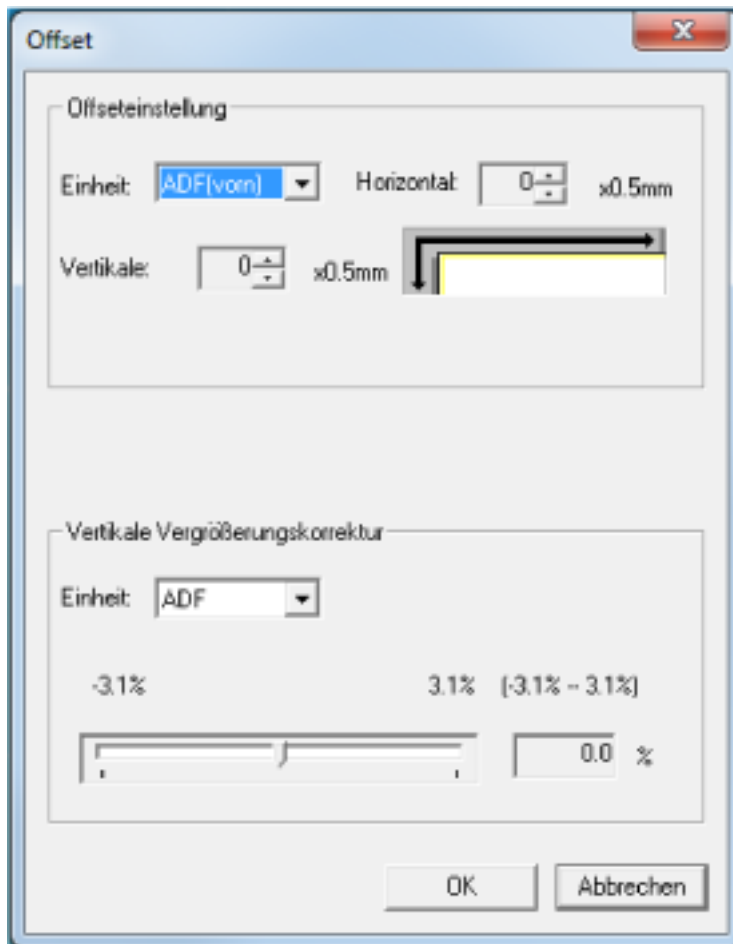 Offset
Offseteinstellung
Einheit: ADF(vorn) Horizontal: 0 x0.5mm
Vertikale: 0 x0.5mm
Vertikale Vergrößerungskorrektur
Einheit: ADF
-3.1% 3.1% (-3.1% -- 3.1%)
0.0 %
OK Abbrechen